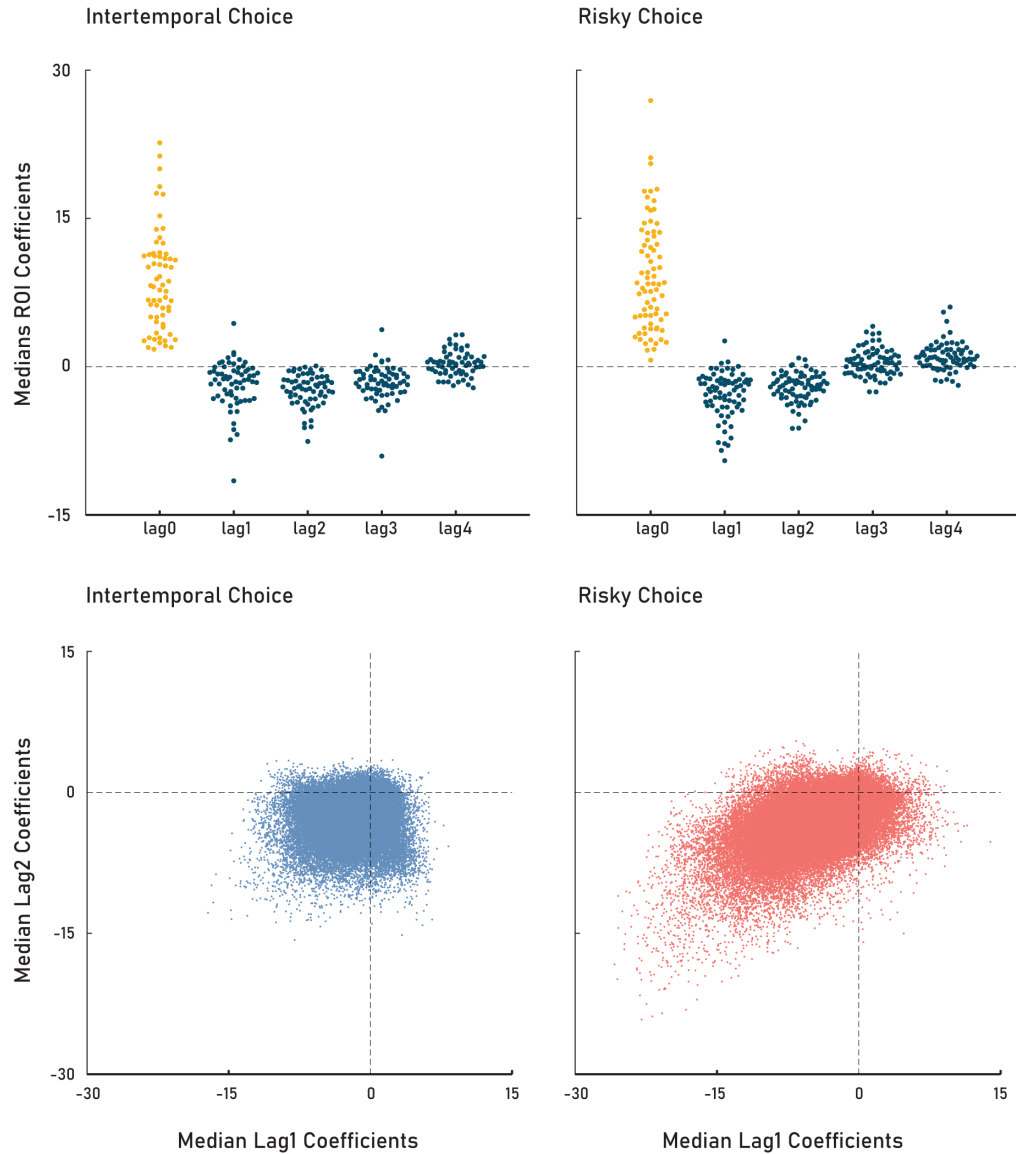 Intertemporal Choice
Risky Choice
Medians ROI Coefficients
30
15
0
-15
lag0 lag1 lag2 lag3 lag4
lag0 lag1 lag2 lag3 lag4
Intertemporal Choice
Risky Choice
Median Lag2 Coefficients
15
0
-15
-30
-30 -15 0 15
-30 -15 0 15
Median Lag1 Coefficients
Median Lag1 Coefficients